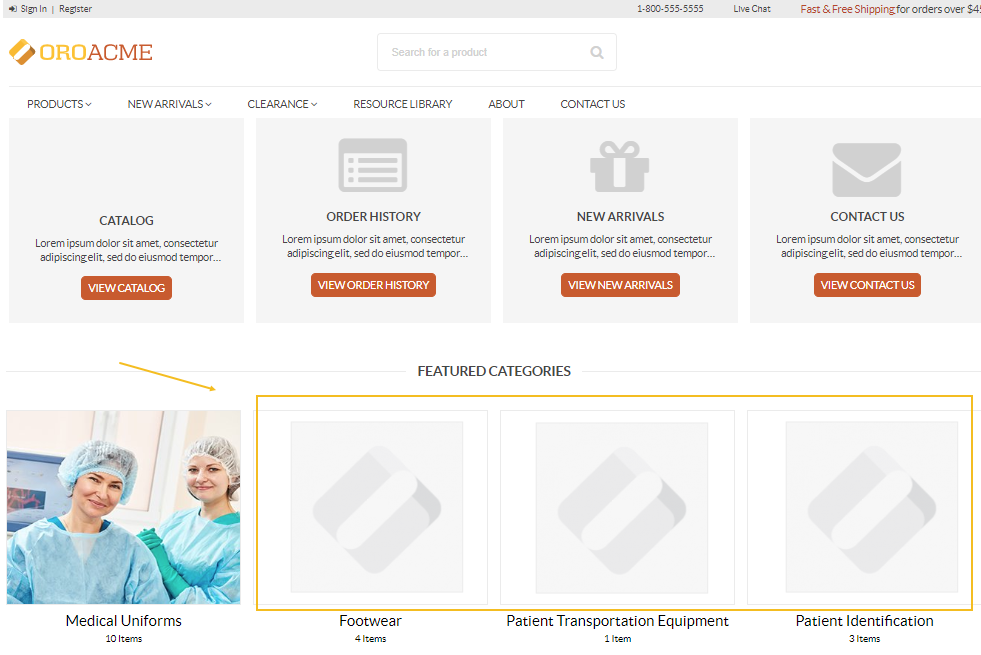 Sign In | Register
1-800-555-5555
Live Chat
Fast & Free Shipping for orders over $45
OROACME
Search for a product
PRODUCTS
NEW ARRIVALS
CLEARANCE
RESOURCE LIBRARY
ABOUT
CONTACT US
CATALOG
Lorem ipsum dolor sit amet, consectetur
adipiscing elit, sed do eiusmod tempor...
VIEW CATALOG
ORDER HISTORY
Lorem ipsum dolor sit amet, consectetur
adipiscing elit, sed do eiusmod tempor...
VIEW ORDER HISTORY
NEW ARRIVALS
Lorem ipsum dolor sit amet, consectetur
adipiscing elit, sed do eiusmod tempor...
VIEW NEW ARRIVALS
CONTACT US
Lorem ipsum dolor sit amet, consectetur
adipiscing elit, sed do eiusmod tempor...
VIEW CONTACT US
FEATURED CATEGORIES
Medical Uniforms
10 Items
Footwear
4 Items
Patient Transportation Equipment
1 Item
Patient Identification
3 Items